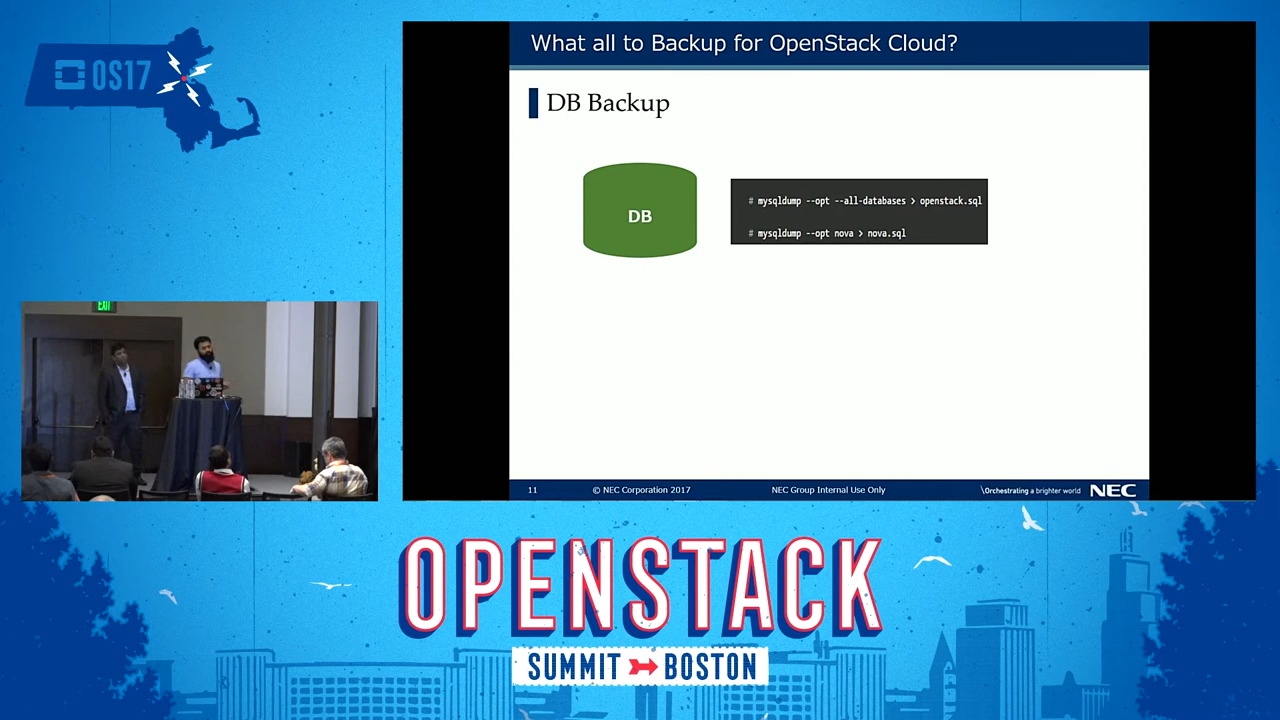 OS17
What all to Backup for OpenStack Cloud?
DB Backup
DB
# mysqldump --opt --all-databases > openstack.sql
# mysqldump --opt nova > nova.sql
11
© NEC Corporation 2017
NEC Group Internal Use Only
\Orchestrating a brighter world
NEC
EXIT
OPENSTACK
SUMMIT BOSTON